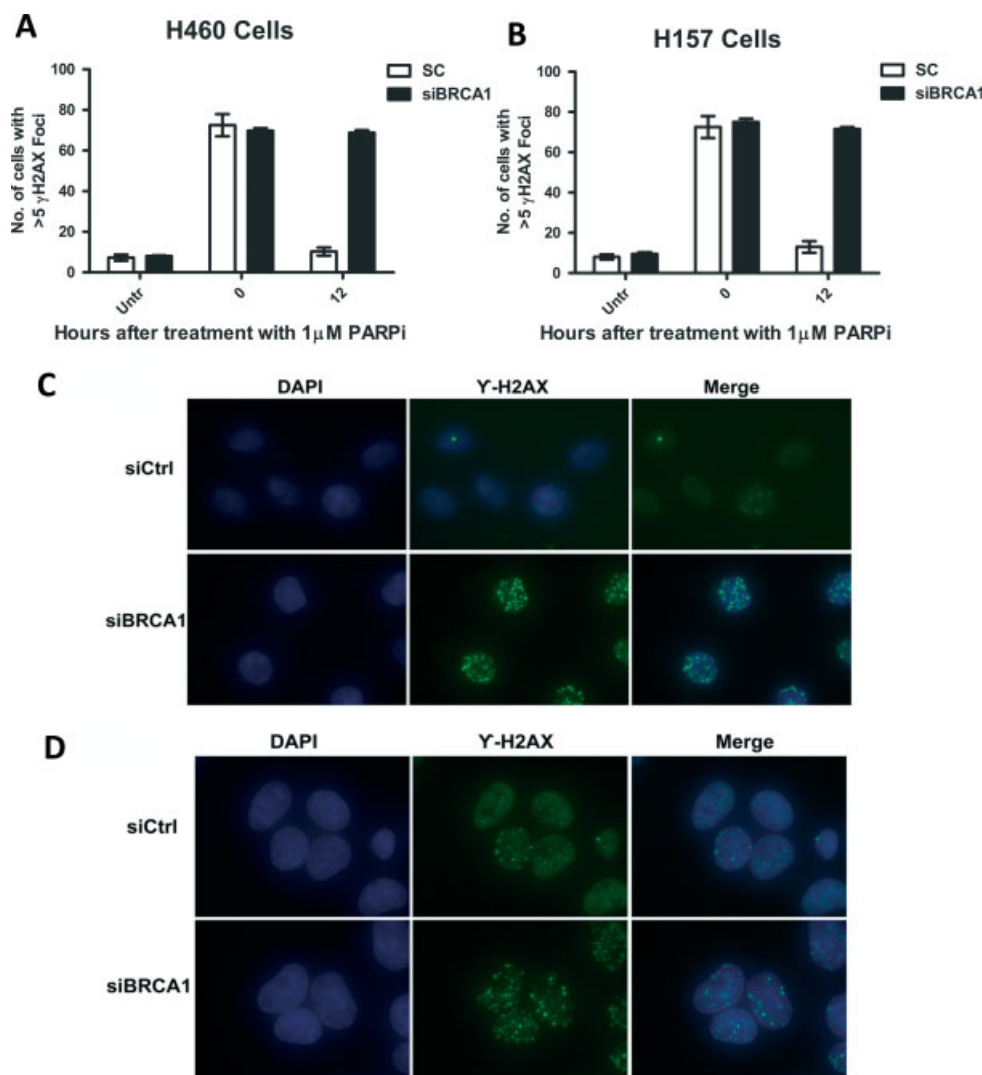 A
H460 Cells
No. of cells with
>5 γH2AX Foci
100
80
60
40
20
0
Untr
0
12
Hours after treatment with 1μM PARPi
SC
siBRCA1
B
H157 Cells
No. of cells with
>5 γH2AX Foci
100
80
60
40
20
0
Untr
0
12
Hours after treatment with 1μM PARPi
SC
siBRCA1
C
DAPI
ϒ-H2AX
Merge
siCtrl
siBRCA1
D
DAPI
ϒ-H2AX
Merge
siCtrl
siBRCA1